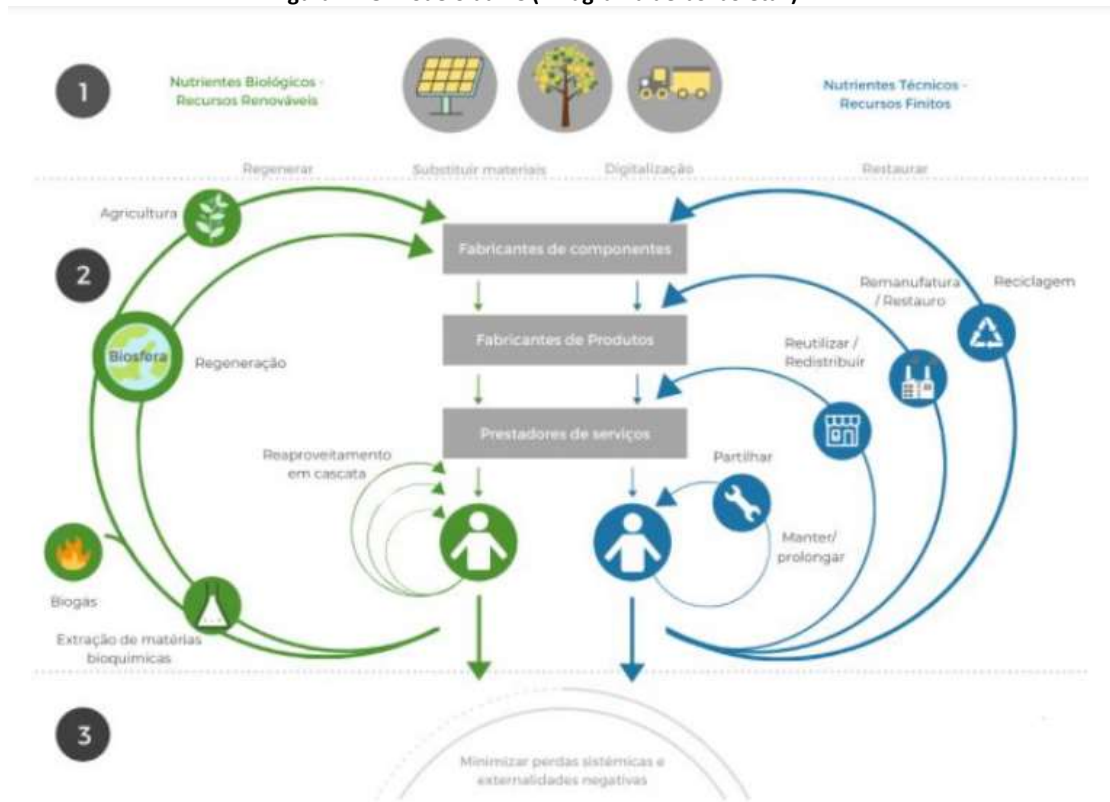 1
Nutrientes Biológicos -
Recursos Renováveis
Nutrientes Técnicos -
Recursos Finitos
Regenerar
Substituir materiais
Digitalização
Restaurar
2
Agricultura
Fabricantes de componentes
Remanufatura
/ Restauro
Reciclagem
Biosfera
Regeneração
Fabricantes de Produtos
Reutilizar /
Redistribuir
Prestadores de serviços
Reaproveitamento
em cascata
Partilhar
Manter/
prolongar
Biogás
Extração de matérias
bioquímicas
3
Minimizar perdas sistémicas e
externalidades negativas